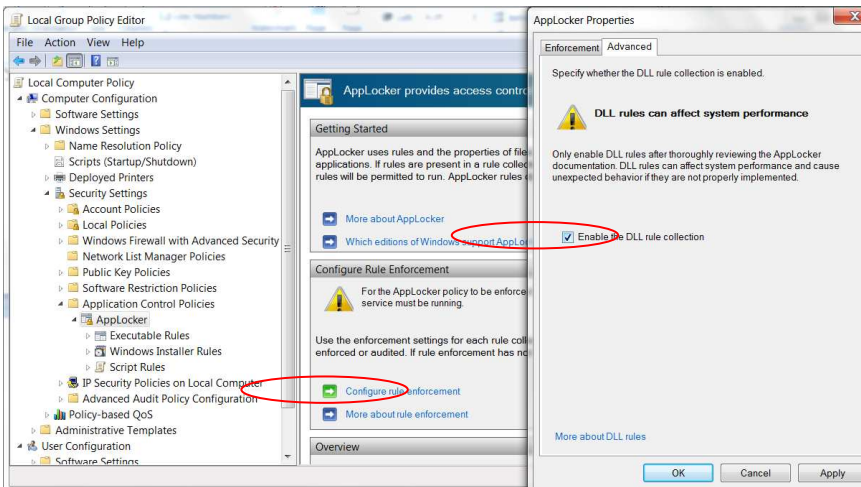 Local Group Policy Editor
File Action View Help
Local Computer Policy
Computer Configuration
Software Settings
Windows Settings
Name Resolution Policy
Scripts (Startup/Shutdown)
Deployed Printers
Security Settings
Account Policies
Local Policies
Windows Firewall with Advanced Security
Network List Manager Policies
Public Key Policies
Software Restriction Policies
Application Control Policies
AppLocker
Executable Rules
Windows Installer Rules
Script Rules
IP Security Policies on Local Computer
Advanced Audit Policy Configuration
Policy-based QoS
Administrative Templates
User Configuration
Software Settings
AppLocker provides access contro
Getting Started
AppLocker uses rules and the properties of file
applications. If rules are present in a rule collec
rules will be permitted to run. AppLocker rules
More about AppLocker
Which editions of Windows support AppLo
Configure Rule Enforcement
For the AppLocker policy to be enforce
service must be running.
Use the enforcement settings for each rule coll
enforced or audited. If rule enforcement has no
Configure rule enforcement
More about rule enforcement
Overview
AppLocker Properties
Enforcement Advanced
Specify whether the DLL rule collection is enabled.
DLL rules can affect system performance
Only enable DLL rules after thoroughly reviewing the AppLocker
documentation. DLL rules can affect system performance and cause
unexpected behavior if they are not properly implemented.
Enable the DLL rule collection
More about DLL rules
OK Cancel Apply